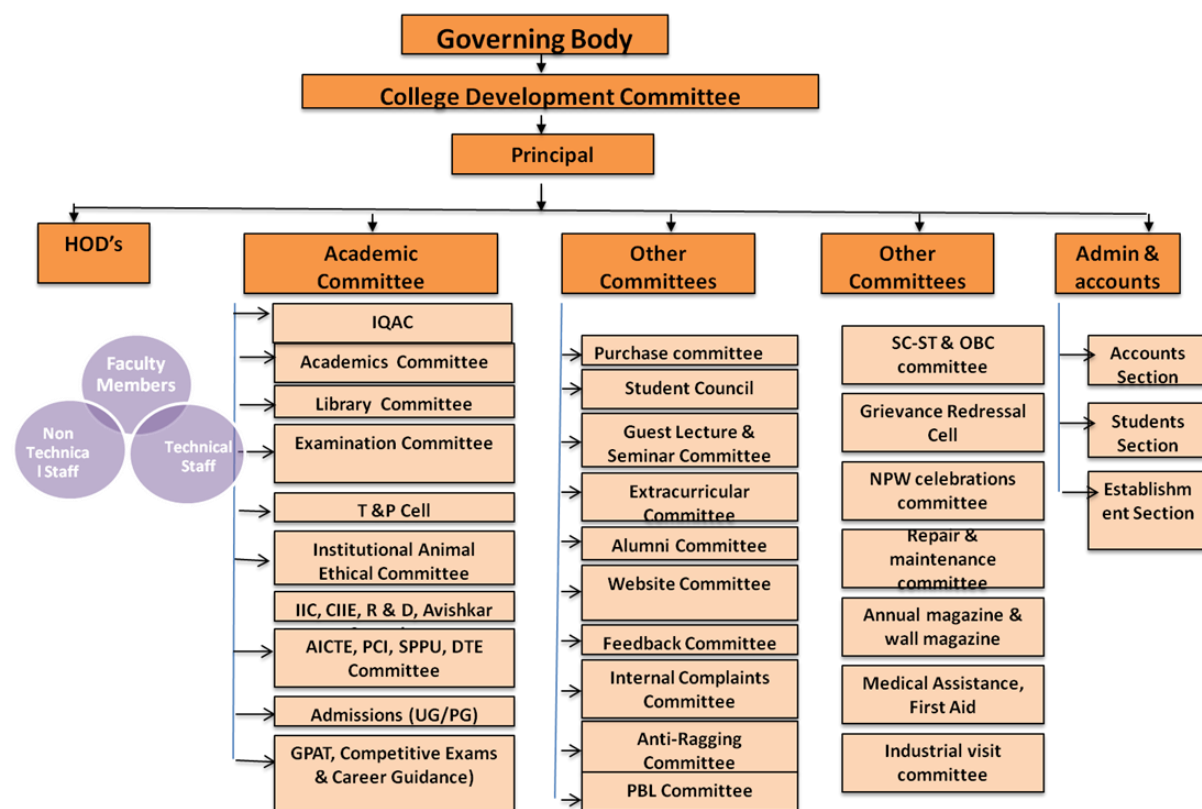 Governing Body
College Development Committee
Principal
HOD's
Academic
Committee
Other
Committees
Other
Committees
Admin &
accounts
Faculty
Members
Non
Technica
l Staff
Technical
Staff
IQAC
Academics Committee
Library Committee
Examination Committee
T &P Cell
Institutional Animal
Ethical Committee
IIC, CIIE, R & D, Avishkar
AICTE, PCI, SPPU, DTE
Committee
Admissions (UG/PG)
GPAT, Competitive Exams
& Career Guidance)
Purchase committee
Student Council
Guest Lecture &
Seminar Committee
Extracurricular
Committee
Alumni Committee
Website Committee
Feedback Committee
Internal Complaints
Committee
Anti-Ragging
Committee
PBL Committee
SC-ST & OBC
committee
Grievance Redressal
Cell
NPW celebrations
committee
Repair &
maintenance
committee
Annual magazine &
wall magazine
Medical Assistance,
First Aid
Industrial visit
committee
Accounts
Section
Students
Section
Establishm
ent Section